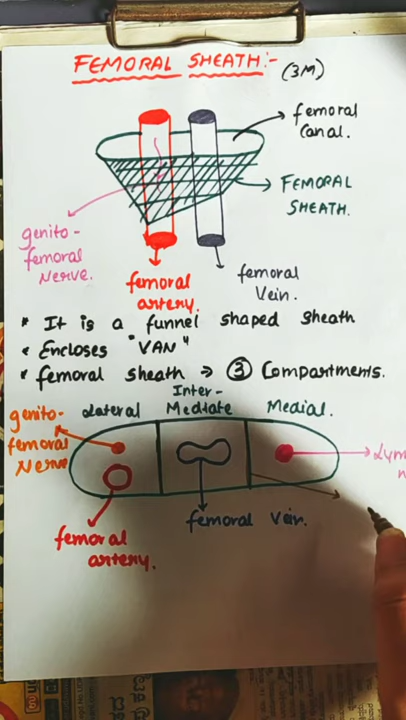 FEMORAL SHEATH:- (3M)
femoral
Canal.
FEMORAL
SHEATH.
genito-
femoral
Nerve.
femoral
artery.
femoral
Vein.
* It is a funnel shaped sheath
* Encloses "VAN"
* femoral sheath → ③ Compartments.
Lateral Inter-
Mediate Medial.
genito-
femoral
Nerve
femoral
artery.
femoral Vein.